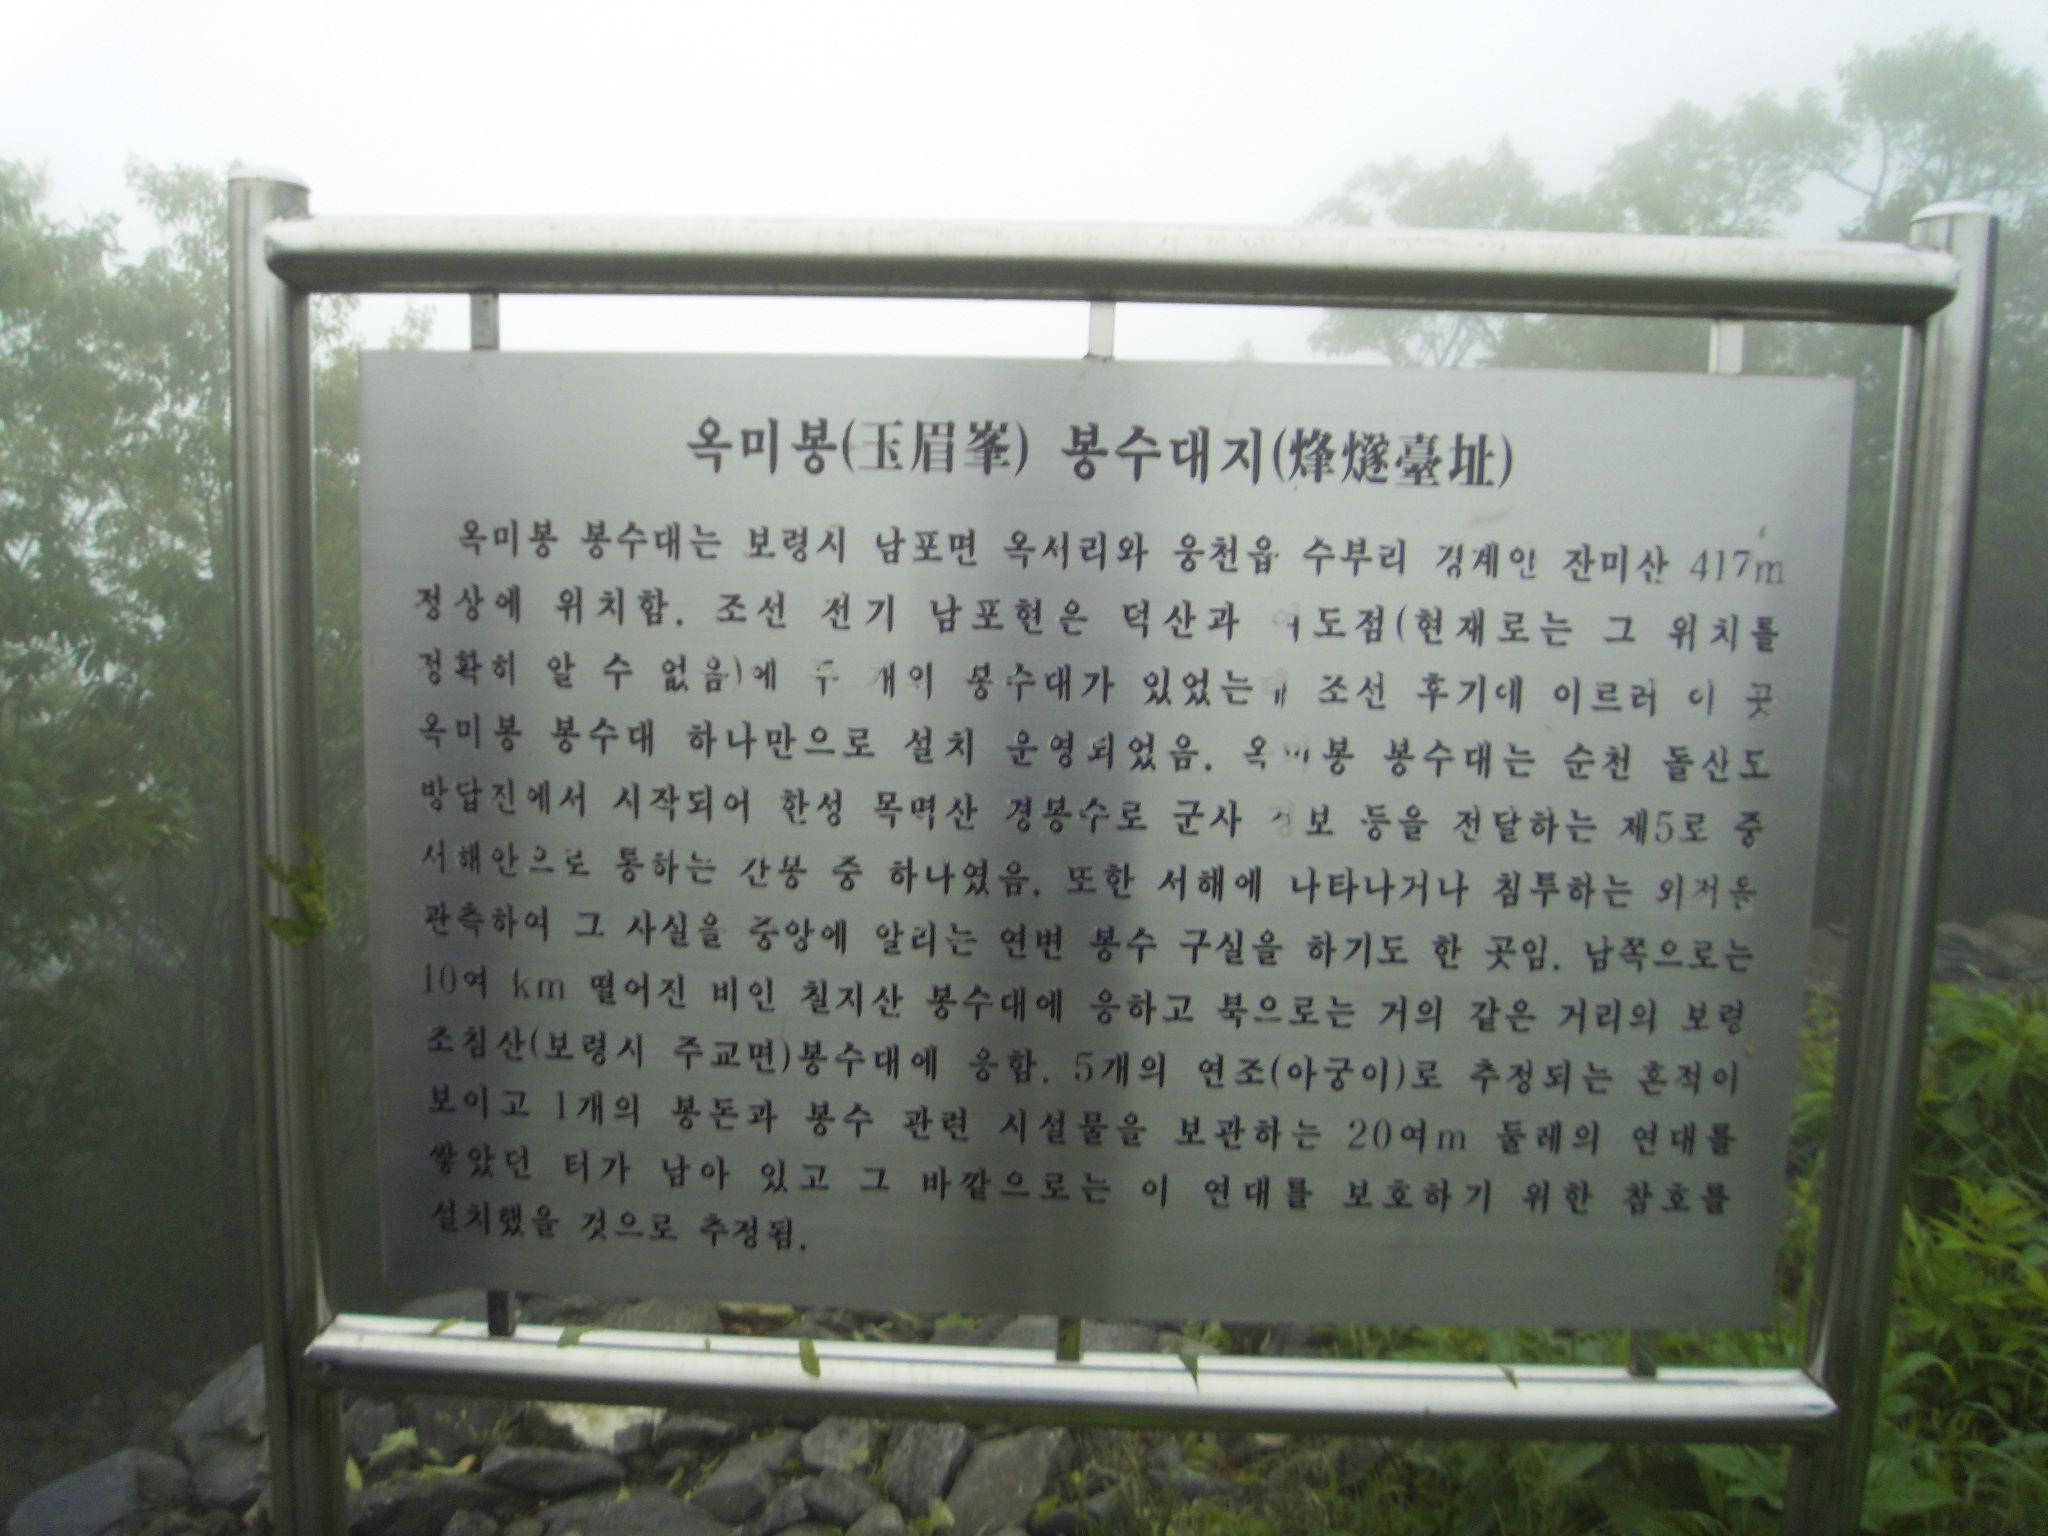 옥미봉(玉眉峯) 봉수대지(烽燧臺址)
옥미봉 봉수대는 보령시 남포면 옥서리와 웅천읍 수부리 경계인 잔미산 417m
정상에 위치함. 조선 전기 남포현은 덕산과 도점(현재로는 그 위치를
정확히 알 수 없음)에 두 개의 봉수대가 있었는데 조선 후기에 이르러 이 곳
옥미봉 봉수대 하나만으로 설치 운영되었음. 옥미봉 봉수대는 순천 돌산도
방답진에서 시작되어 한성 목멱산 경봉수로 군사 정보 등을 전달하는 제5로 중
서해안으로 통하는 간봉 중 하나였음. 또한 서해에 나타나거나 침투하는 외적을
관측하여 그 사실을 중앙에 알리는 연변 봉수 구실을 하기도 한 곳임. 남쪽으로는
10여 km 떨어진 비인 칠지산 봉수대에 응하고 북으로는 거의 같은 거리의 보령
조침산(보령시 주교면)봉수대에 응함. 5개의 연조(아궁이)로 추정되는 흔적이
보이고 1개의 봉돈과 봉수 관련 시설물을 보관하는 20여m 둘레의 연대를
쌓았던 터가 남아 있고 그 바깥으로는 이 연대를 보호하기 위한 참호를
설치했을 것으로 추정됨.